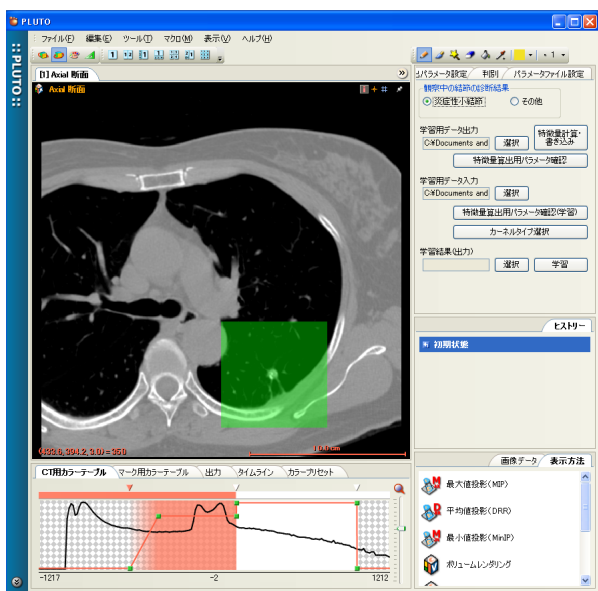 PLUTO
ファイル(F) 編集(E) ツール(T) マクロ(M) 表示(V) ヘルプ(H)
:: PLUTO::
[1] Axial 断面
Axial 断面
(433.6, 394.2, 3.0) = 350
10.0 cm
パラメータ設定 判別 パラメータファイル設定
観察中の結節の診断結果
炎症性小結節 その他
学習用データ出力
C:¥Documents and 選択 特徴量計算・書き込み
特徴量算出用パラメータ確認
学習用データ入力
C:¥Documents and 選択
特徴量算出用パラメータ確認(学習)
カーネルタイプ選択
学習結果(出力)
選択 学習
ヒストリー
初期状態
画像データ 表示方法
最大値投影(MIP)
平均値投影(DRR)
最小値投影(MinIP)
ボリュームレンダリング
CT用カラーテーブル マーク用カラーテーブル 出力 タイムライン カラープリセット
-1217 -2 1212